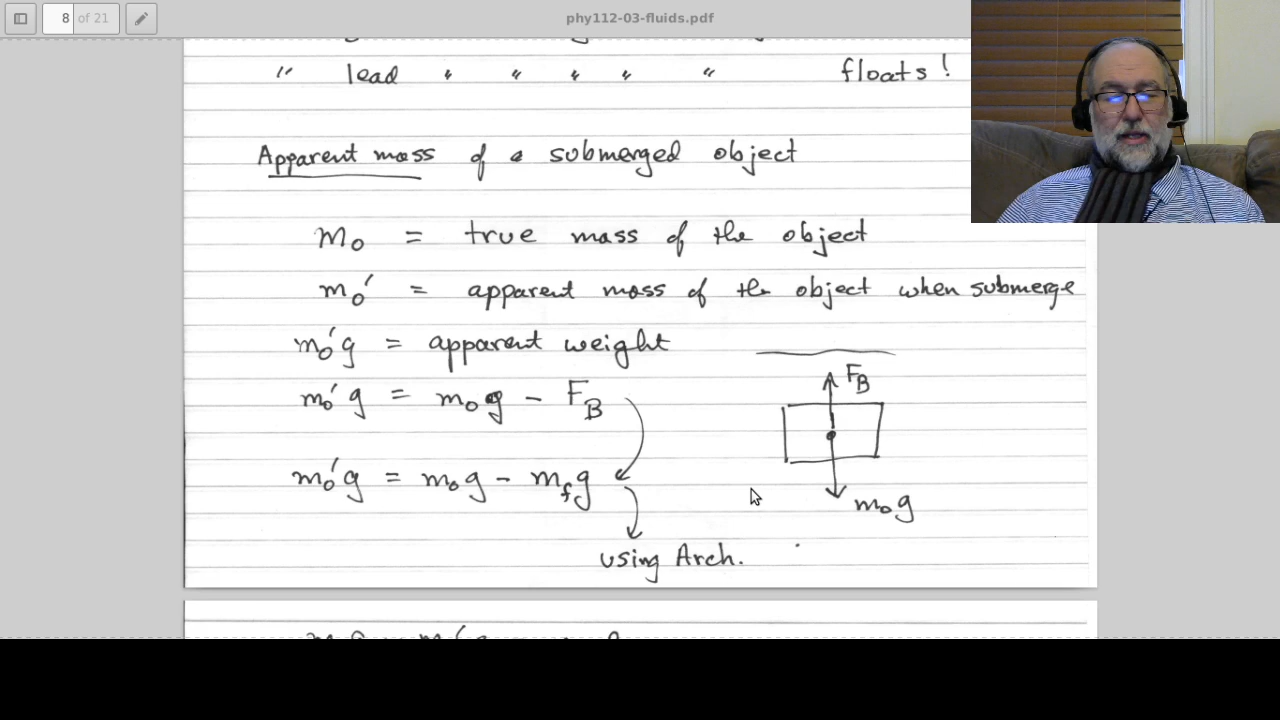 8 of 21
phy112-03-fluids.pdf
" lead " " " " " floats!
Apparent mass of a submerged object
m₀ = true mass of the object
m₀′ = apparent mass of the object when submerge
m₀′g = apparent weight
m₀′g = m₀g - F_B
F_B
m₀′g = m₀g - m_f g
m₀g
using Arch.